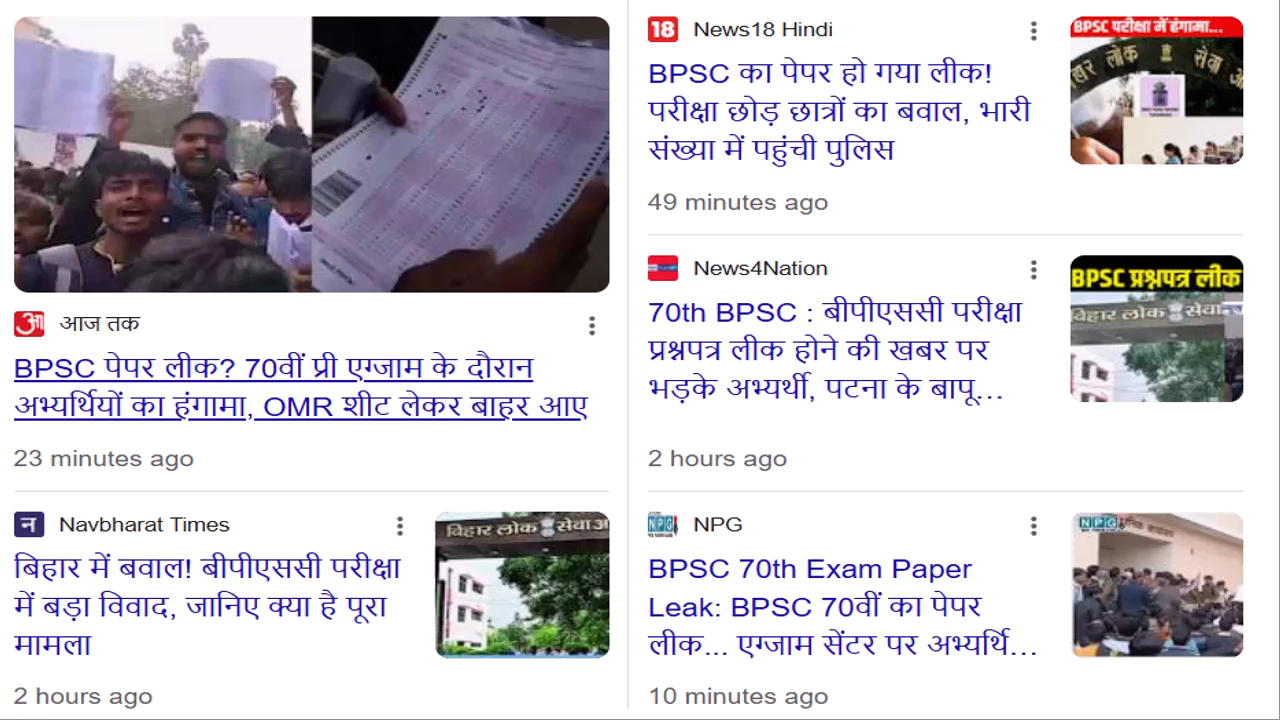 आज तक
BPSC पेपर लीक? 70वीं प्री एग्जाम के दौरान
अभ्यर्थियों का हंगामा, OMR शीट लेकर बाहर आए
23 minutes ago
Navbharat Times
बिहार में बवाल! बीपीएससी परीक्षा
में बड़ा विवाद, जानिए क्या है पूरा
मामला
2 hours ago
बिहार लोक सेवा
18
News18 Hindi
BPSC का पेपर हो गया लीक!
परीक्षा छोड़ छात्रों का बवाल, भारी
संख्या में पहुंची पुलिस
49 minutes ago
BPSC परीक्षा में हंगामा...
लोक सेवा
News4Nation
70th BPSC : बीपीएससी परीक्षा
प्रश्नपत्र लीक होने की खबर पर
भड़के अभ्यर्थी, पटना के बापू...
2 hours ago
BPSC प्रश्नपत्र लीक
बिहार लोक सेवा
NPG
NPG
BPSC 70th Exam Paper
Leak: BPSC 70वीं का पेपर
लीक... एग्जाम सेंटर पर अभ्यर्थि...
10 minutes ago
NPG